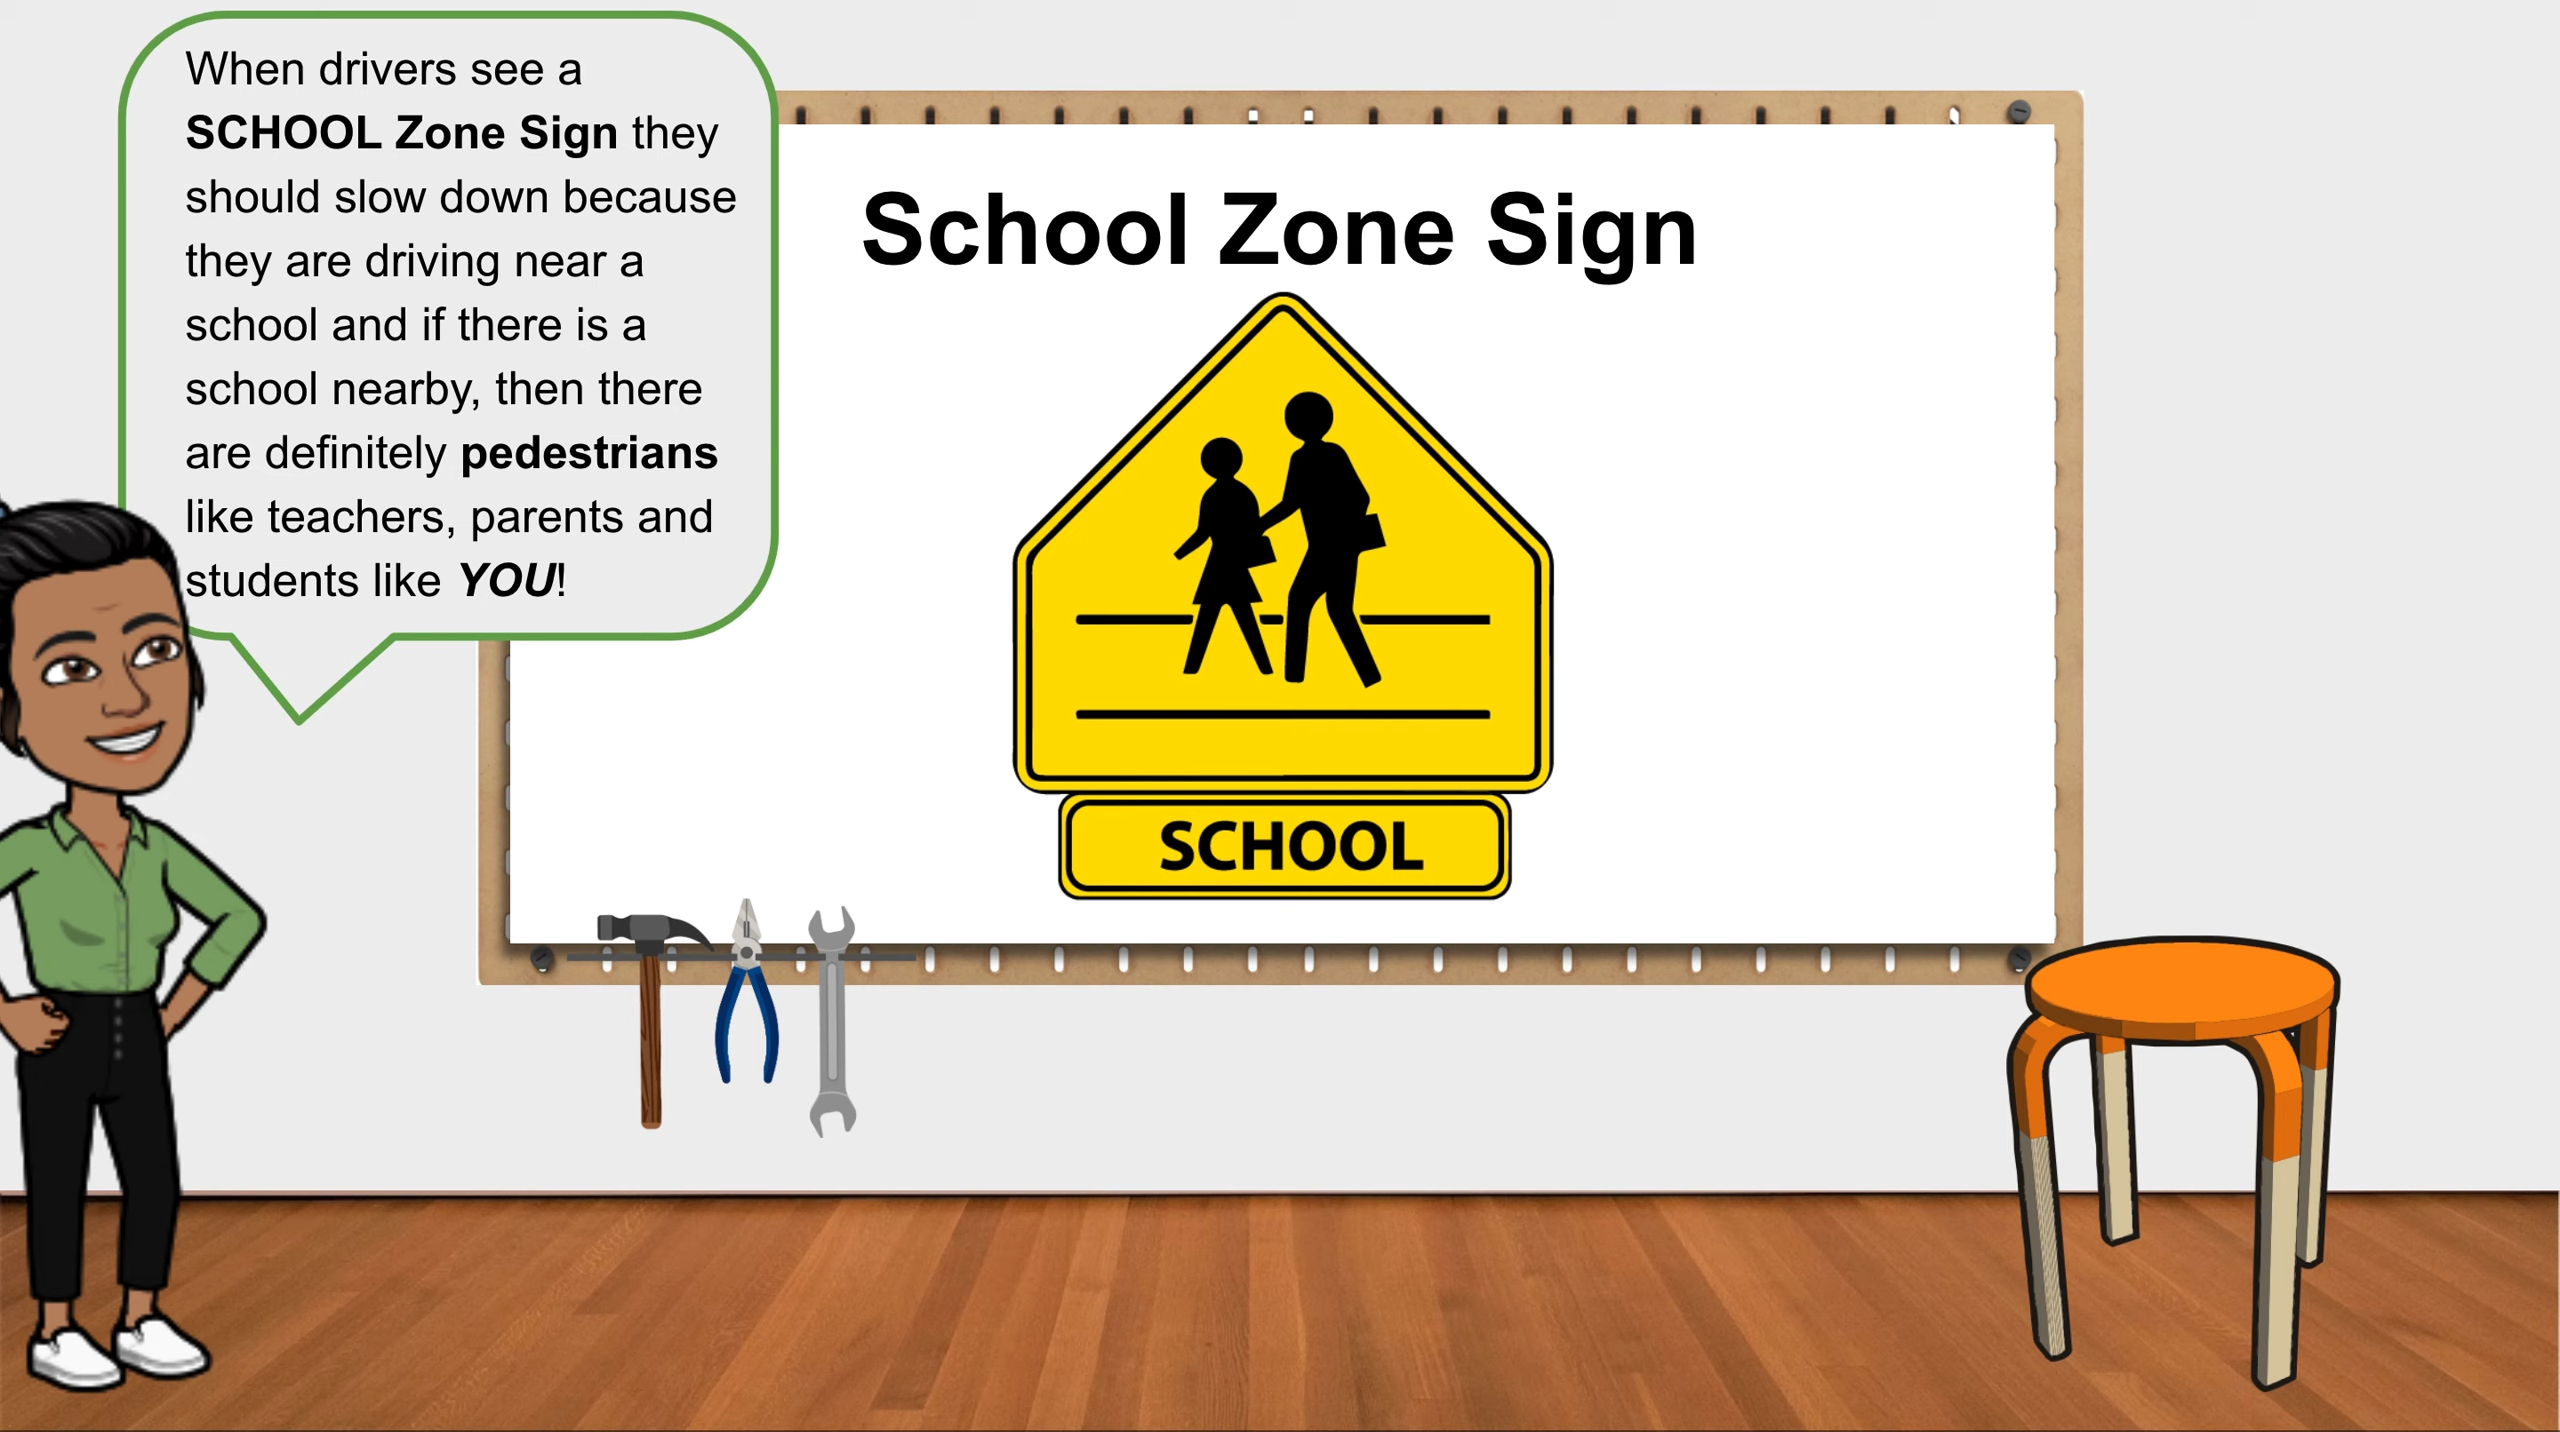 When drivers see a
SCHOOL Zone Sign they
should slow down because
they are driving near a
school and if there is a
school nearby, then there
are definitely pedestrians
like teachers, parents and
students like YOU!
School Zone Sign
SCHOOL